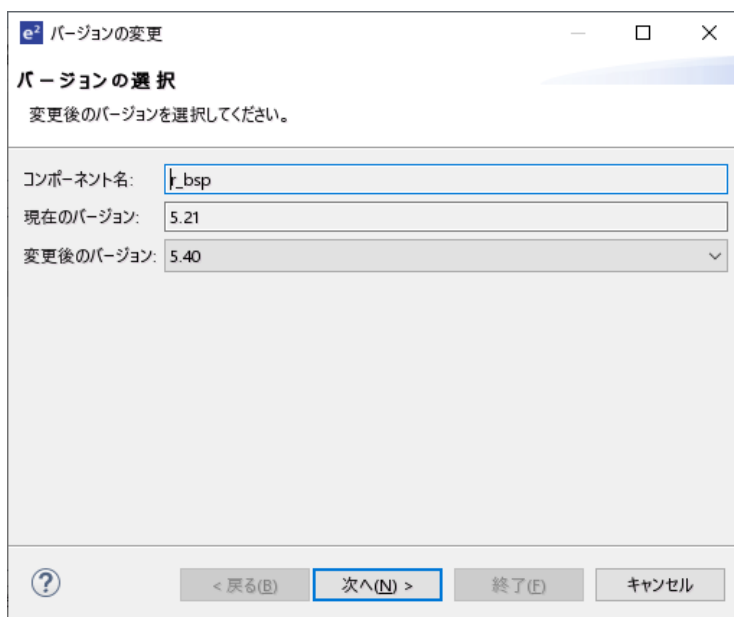 e² バージョンの変更
バージョンの選択
変更後のバージョンを選択してください。
コンポーネント名: r_bsp
現在のバージョン: 5.21
変更後のバージョン: 5.40
? < 戻る(B) 次へ(N) > 終了(F) キャンセル